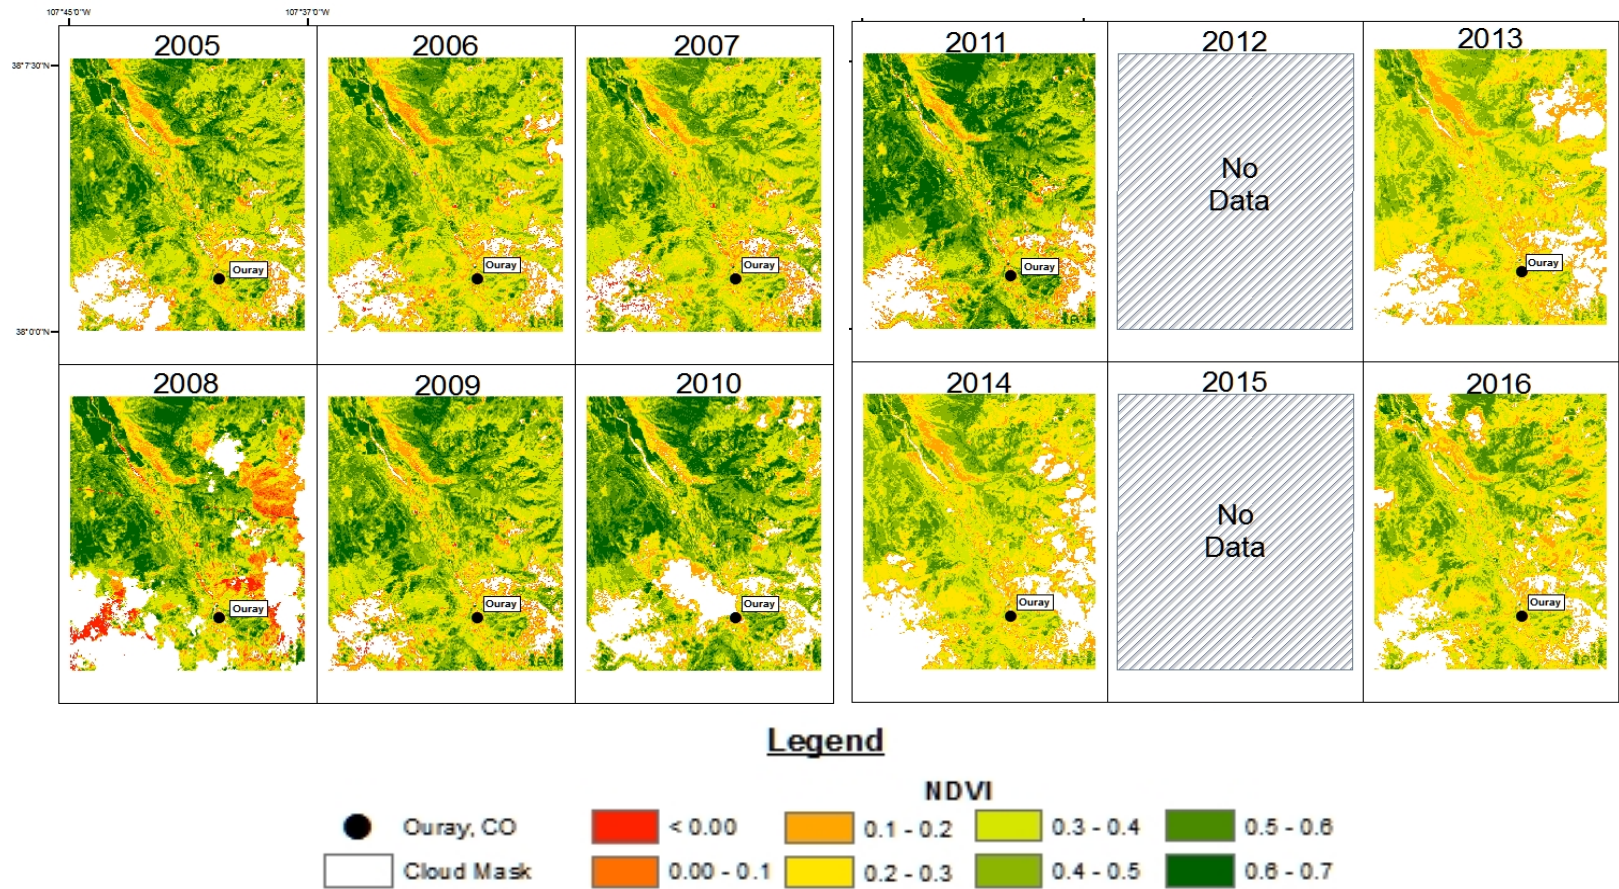 107°45'0"W
107°37'0"W
2005
2006
2007
2011
2012
2013
38°7'30"N
No
Data
Ouray
Ouray
Ouray
Ouray
Ouray
38°0'0"N
2008
2009
2010
2014
2015
2016
No
Data
Ouray
Ouray
Ouray
Ouray
Ouray
Legend
NDVI
Ouray, CO
< 0.00
0.1 - 0.2
0.3 - 0.4
0.5 - 0.6
Cloud Mask
0.00 - 0.1
0.2 - 0.3
0.4 - 0.5
0.6 - 0.7